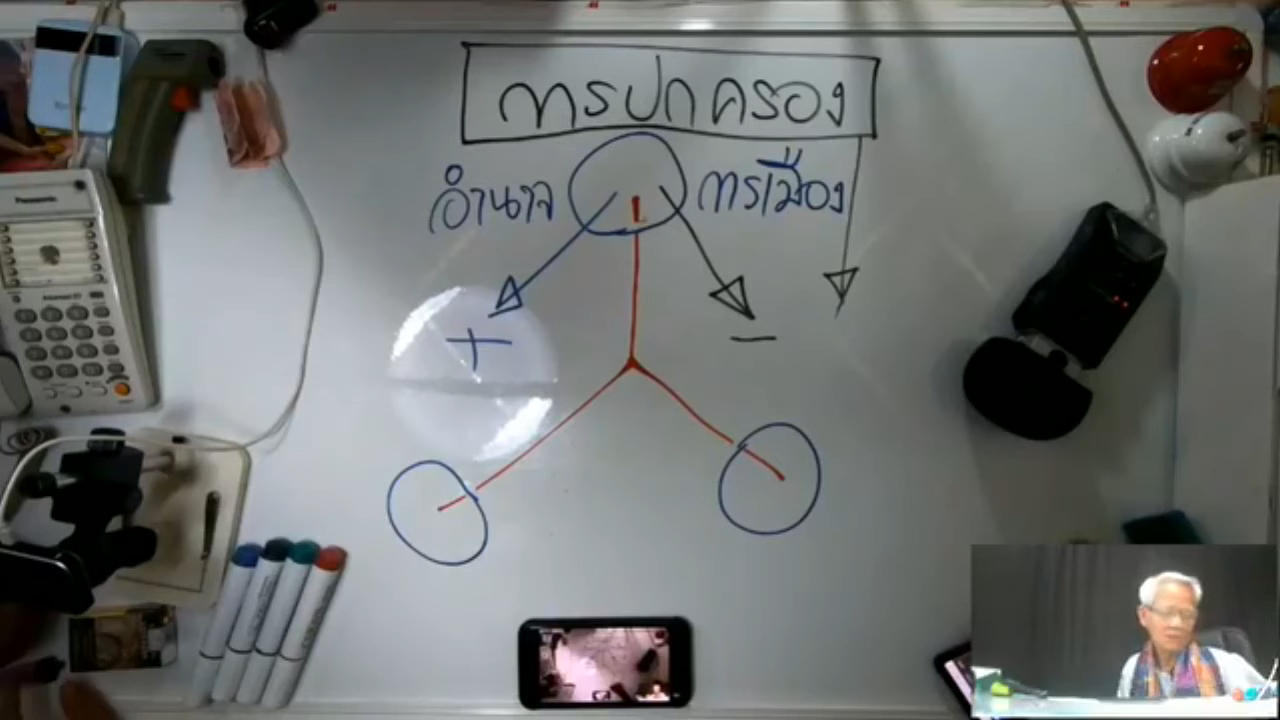 การปกครอง
อำนาจ การเมือง
+ -
Panasonic